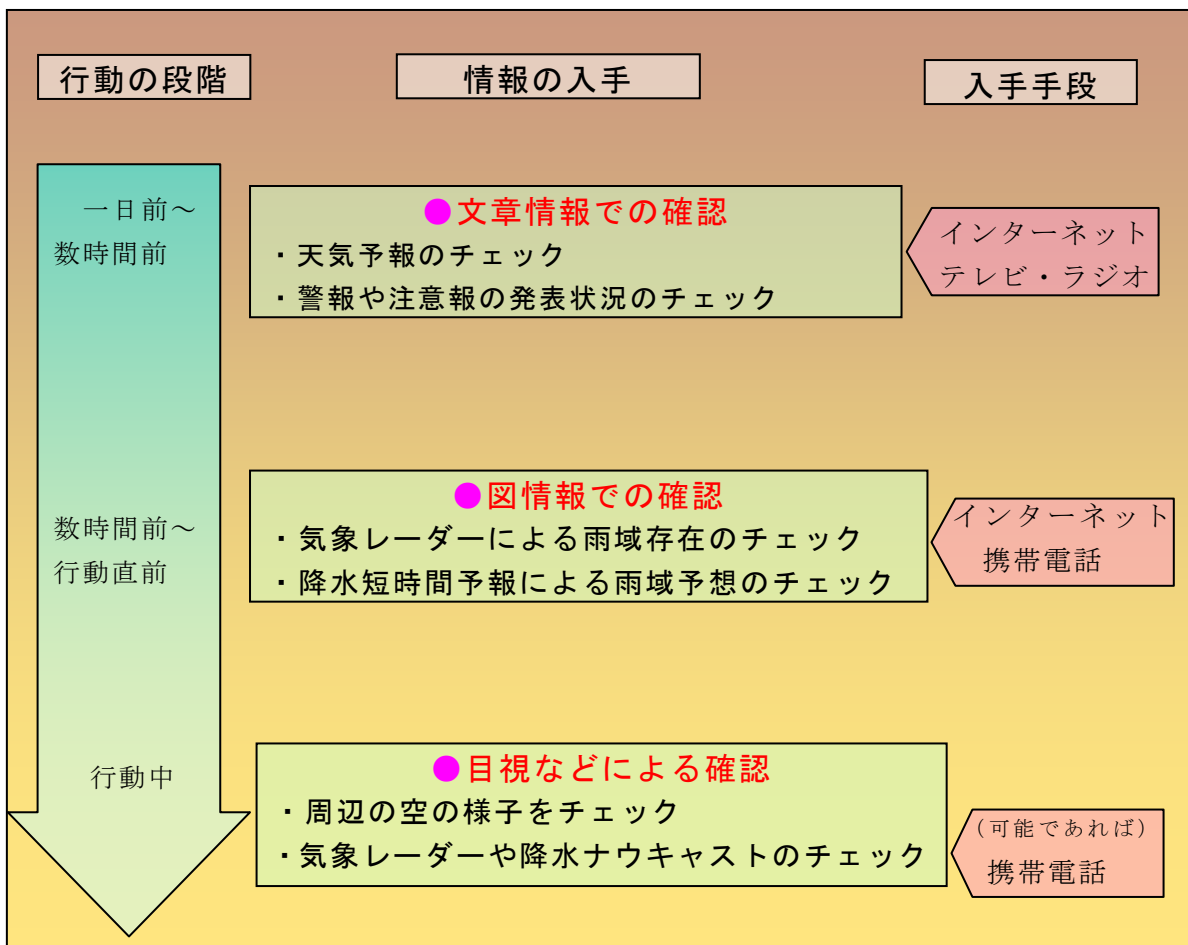 行動の段階
情報の入手
入手手段
一日前～
数時間前
●文章情報での確認
・天気予報のチェック
・警報や注意報の発表状況のチェック
インターネット
テレビ・ラジオ
数時間前～
行動直前
●図情報での確認
・気象レーダーによる雨域存在のチェック
・降水短時間予報による雨域予想のチェック
インターネット
携帯電話
行動中
●目視などによる確認
・周辺の空の様子をチェック
・気象レーダーや降水ナウキャストのチェック
（可能であれば）
携帯電話